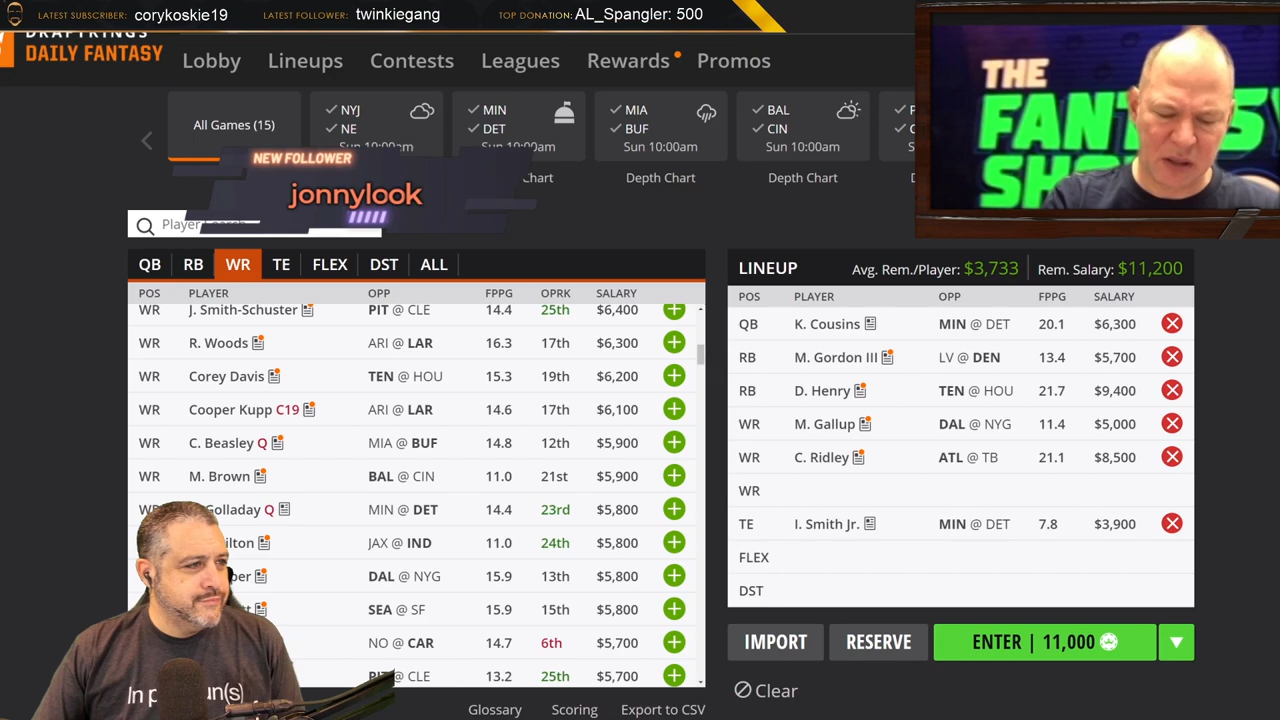 LATEST SUBSCRIBER: corykoskie19 LATEST FOLLOWER: twinkiegang TOP DONATION: AL_Spangler: 500
DRAFTKINGS
DAILY FANTASY
Lobby Lineups Contests Leagues Rewards Promos
All Games (15)
NYJ
NE
Sun 10:00am
MIN
DET
Sun 10:00am
MIA
BUF
Sun 10:00am
BAL
CIN
Sun 10:00am
Chart Depth Chart Depth Chart
NEW FOLLOWER
jonnylook
Player Search
THE
FANTASY
QB RB WR TE FLEX DST ALL
POS PLAYER OPP FPPG OPRK SALARY
WR J. Smith-Schuster PIT @ CLE 14.4 25th $6,400
WR R. Woods ARI @ LAR 16.3 17th $6,300
WR Corey Davis TEN @ HOU 15.3 19th $6,200
WR Cooper Kupp C19 ARI @ LAR 14.6 17th $6,100
WR C. Beasley Q MIA @ BUF 14.8 12th $5,900
WR M. Brown BAL @ CIN 11.0 21st $5,900
Golladay Q MIN @ DET 14.4 23rd $5,800
JAX @ IND 11.0 24th $5,800
DAL @ NYG 15.9 13th $5,800
SEA @ SF 15.9 15th $5,800
NO @ CAR 14.7 6th $5,700
PIT @ CLE 13.2 25th $5,700
Glossary Scoring Export to CSV
LINEUP Avg. Rem./Player: $3,733 Rem. Salary: $11,200
POS PLAYER OPP FPPG SALARY
QB K. Cousins MIN @ DET 20.1 $6,300
RB M. Gordon III LV @ DEN 13.4 $5,700
RB D. Henry TEN @ HOU 21.7 $9,400
WR M. Gallup DAL @ NYG 11.4 $5,000
WR C. Ridley ATL @ TB 21.1 $8,500
WR
TE I. Smith Jr. MIN @ DET 7.8 $3,900
FLEX
DST
IMPORT RESERVE ENTER | 11,000
Clear